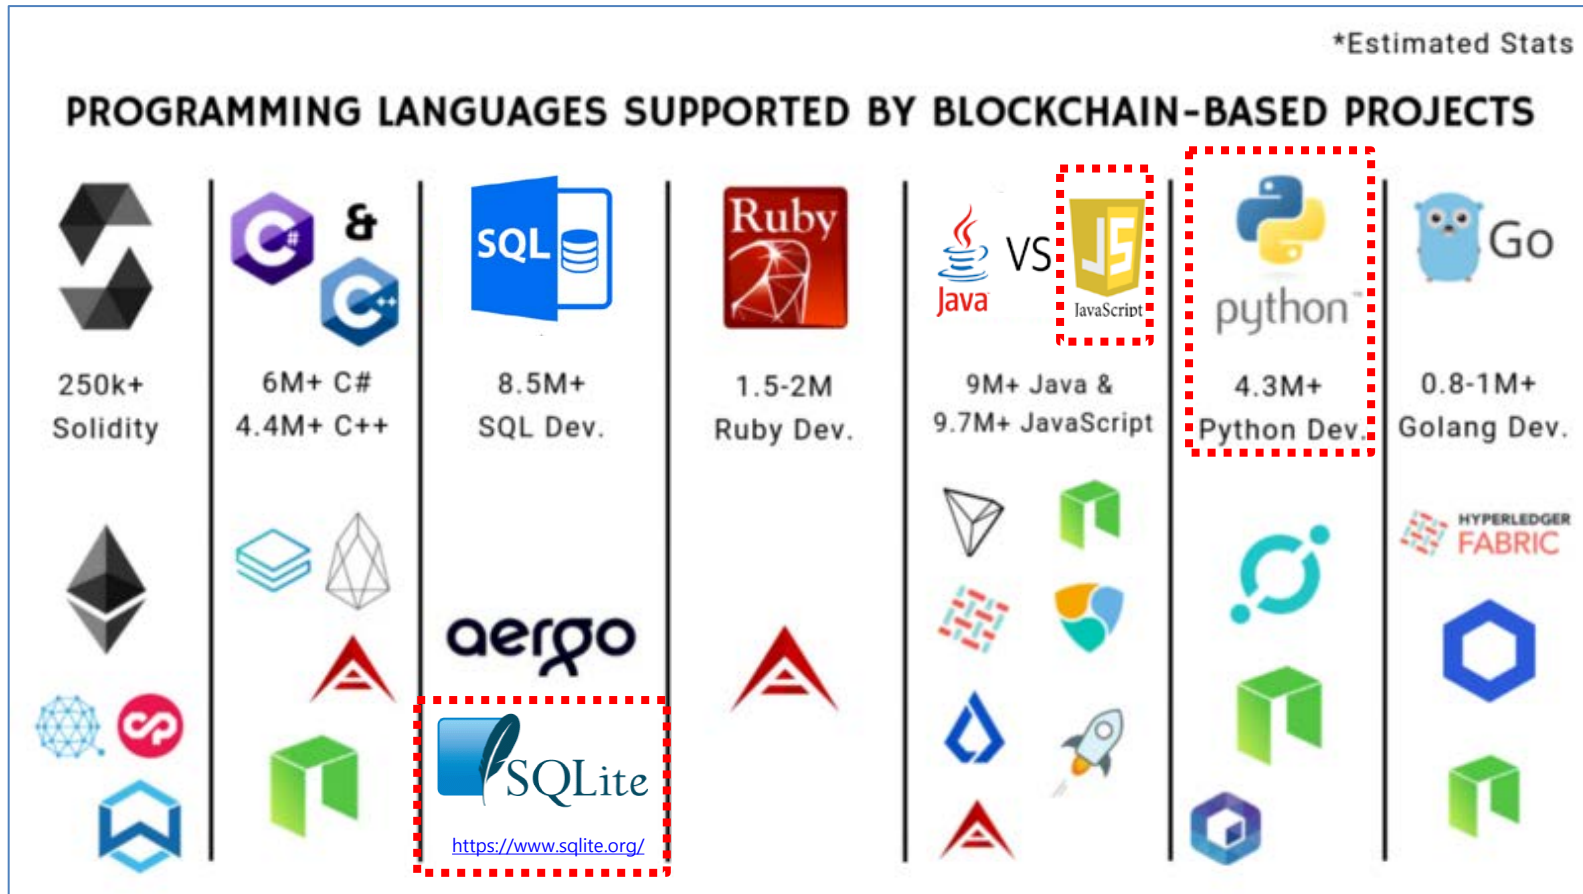 *Estimated Stats
PROGRAMMING LANGUAGES SUPPORTED BY BLOCKCHAIN-BASED PROJECTS
250k+
Solidity
C#
&
C++
6M+ C#
4.4M+ C++
SQL
8.5M+
SQL Dev.
aergo
SQLite
https://www.sqlite.org/
Ruby
1.5-2M
Ruby Dev.
Java
VS
JS
JavaScript
9M+ Java &
9.7M+ JavaScript
python™
4.3M+
Python Dev.
Go
0.8-1M+
Golang Dev.
HYPERLEDGER
FABRIC